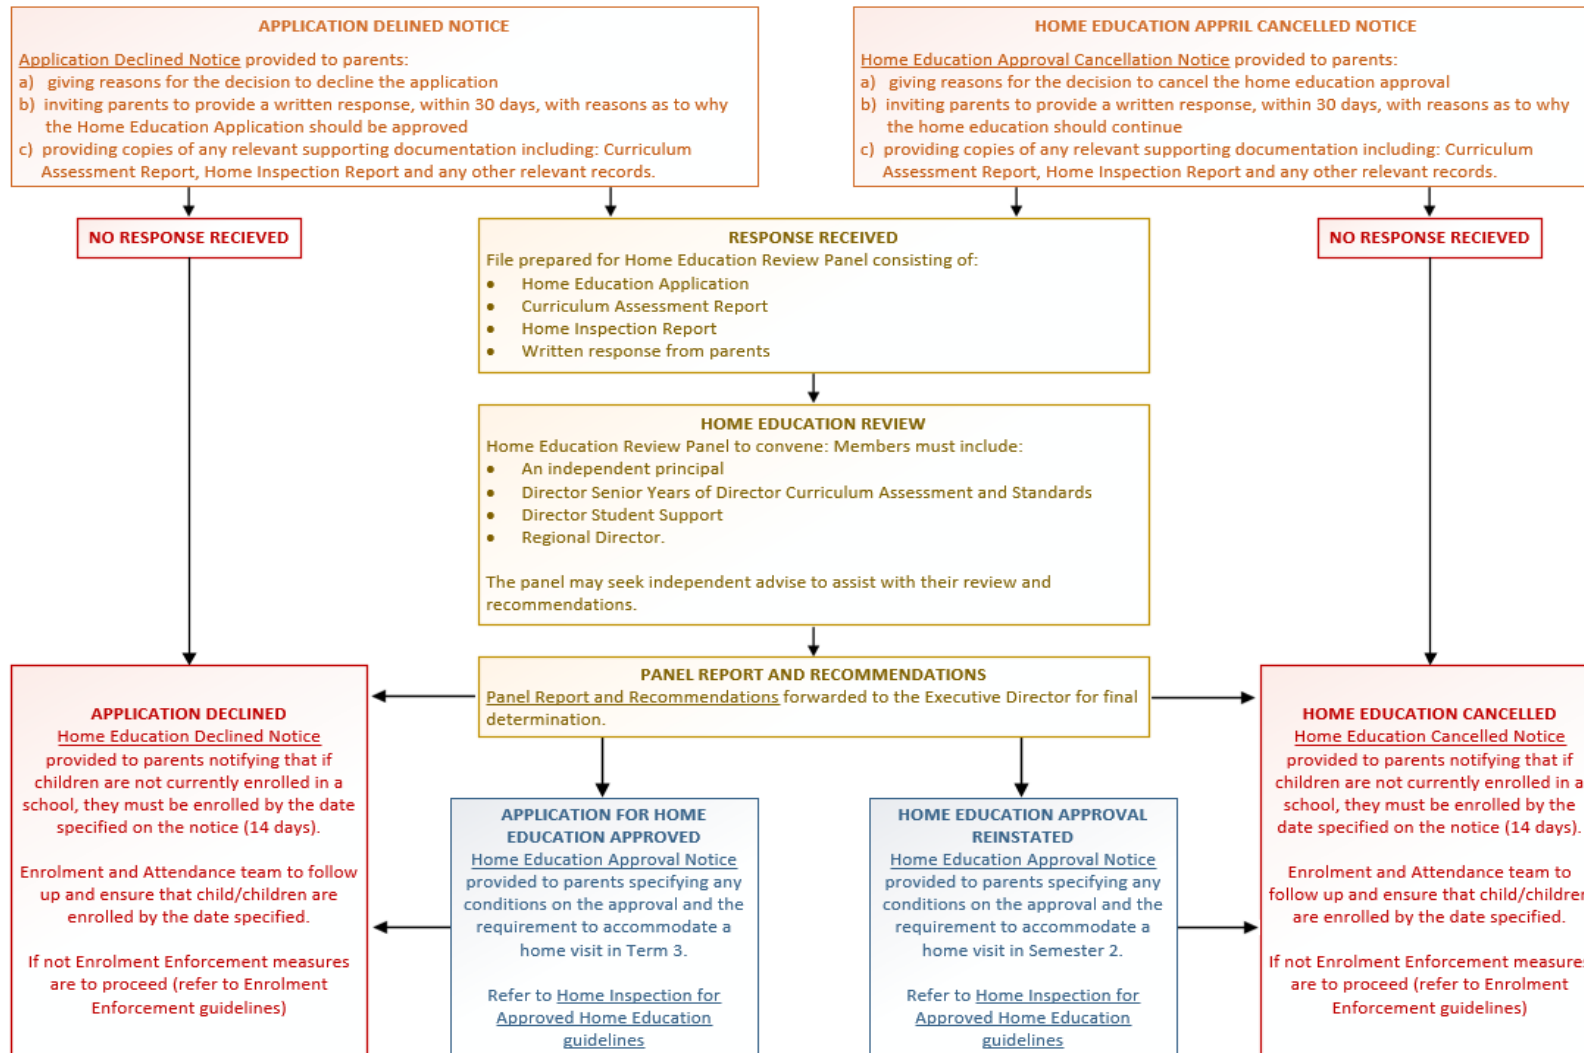 APPLICATION DELINED NOTICE
Application Declined Notice provided to parents:
a) giving reasons for the decision to decline the application
b) inviting parents to provide a written response, within 30 days, with reasons as to why
the Home Education Application should be approved
c) providing copies of any relevant supporting documentation including: Curriculum
Assessment Report, Home Inspection Report and any other relevant records.
HOME EDUCATION APPRIL CANCELLED NOTICE
Home Education Approval Cancellation Notice provided to parents:
a) giving reasons for the decision to cancel the home education approval
b) inviting parents to provide a written response, within 30 days, with reasons as to why
the home education should continue
c) providing copies of any relevant supporting documentation including: Curriculum
Assessment Report, Home Inspection Report and any other relevant records.
NO RESPONSE RECIEVED
RESPONSE RECEIVED
File prepared for Home Education Review Panel consisting of:
• Home Education Application
• Curriculum Assessment Report
• Home Inspection Report
• Written response from parents
NO RESPONSE RECIEVED
HOME EDUCATION REVIEW
Home Education Review Panel to convene: Members must include:
• An independent principal
• Director Senior Years of Director Curriculum Assessment and Standards
• Director Student Support
• Regional Director.
The panel may seek independent advise to assist with their review and
recommendations.
PANEL REPORT AND RECOMMENDATIONS
Panel Report and Recommendations forwarded to the Executive Director for final
determination.
APPLICATION DECLINED
Home Education Declined Notice
provided to parents notifying that if
children are not currently enrolled in a
school, they must be enrolled by the date
specified on the notice (14 days).
Enrolment and Attendance team to follow
up and ensure that child/children are
enrolled by the date specified.
If not Enrolment Enforcement measures
are to proceed (refer to Enrolment
Enforcement guidelines)
APPLICATION FOR HOME
EDUCATION APPROVED
Home Education Approval Notice
provided to parents specifying any
conditions on the approval and the
requirement to accommodate a
home visit in Term 3.
Refer to Home Inspection for
Approved Home Education
guidelines
HOME EDUCATION APPROVAL
REINSTATED
Home Education Approval Notice
provided to parents specifying any
conditions on the approval and the
requirement to accommodate a
home visit in Semester 2.
Refer to Home Inspection for
Approved Home Education
guidelines
HOME EDUCATION CANCELLED
Home Education Cancelled Notice
provided to parents notifying that if
children are not currently enrolled in a
school, they must be enrolled by the
date specified on the notice (14 days).
Enrolment and Attendance team to
follow up and ensure that child/children
are enrolled by the date specified.
If not Enrolment Enforcement measures
are to proceed (refer to Enrolment
Enforcement guidelines)